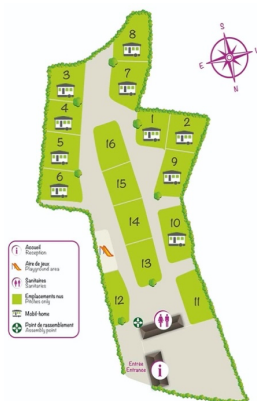 S
E
N
8
7
3
4
5
6
1
2
9
16
15
14
13
10
12
11
Accueil
Reception
Aire de jeux
Playground area
Sanitaires
Sanitaries
Emplacements nus
Pitches only
Mobil-home
Point de rassemblement
Assembly point
Entrée
Entrance